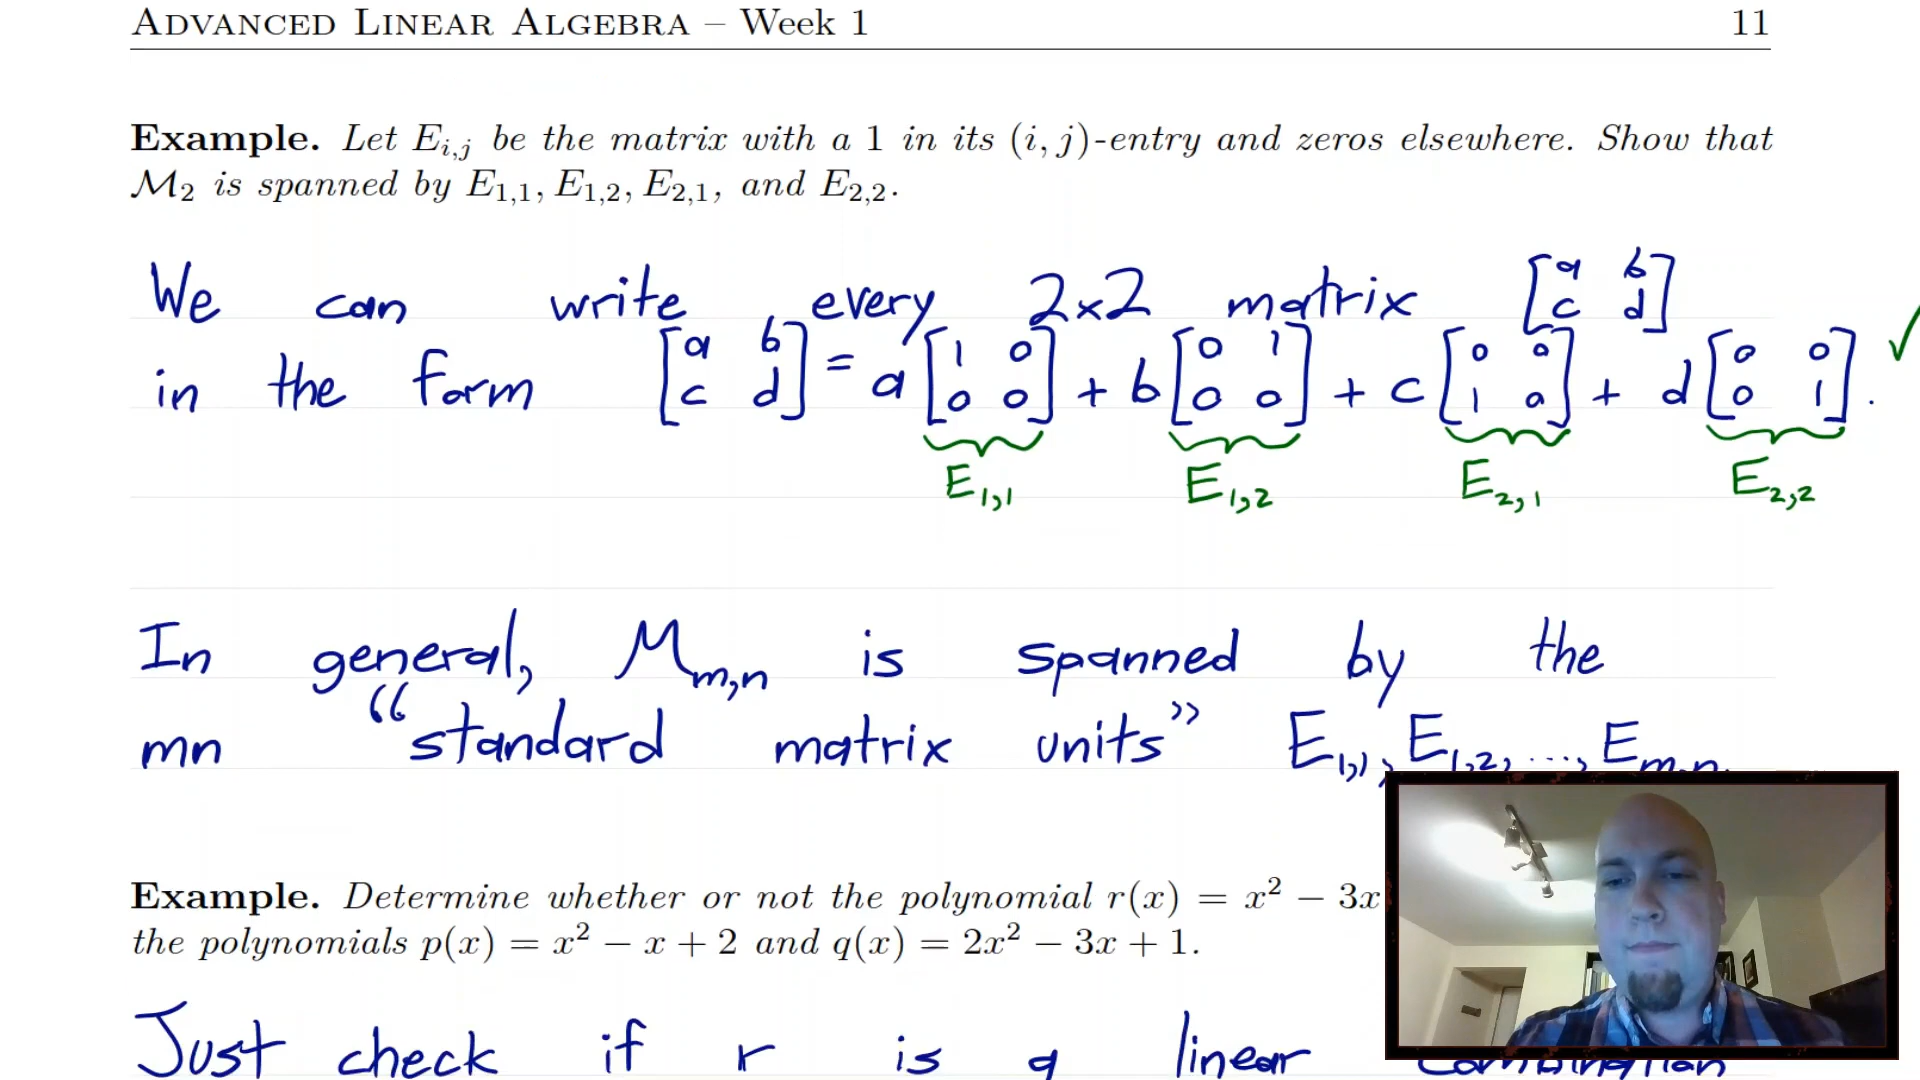 ADVANCED LINEAR ALGEBRA – Week 1 11
Example. Let E_{i,j} be the matrix with a 1 in its (i, j)-entry and zeros elsewhere. Show that
M_2 is spanned by E_{1,1}, E_{1,2}, E_{2,1}, and E_{2,2}.
We can write every 2×2 matrix [a b; c d]
in the form [a b; c d] = a[1 0; 0 0] + b[0 1; 0 0] + c[0 0; 1 0] + d[0 0; 0 1]. ✓
E_{1,1} E_{1,2} E_{2,1} E_{2,2}
In general, M_{m,n} is spanned by the
mn "standard matrix units" E_{1,1}, E_{1,2}, ..., E_{m,n}
Example. Determine whether or not the polynomial r(x) = x² − 3x
the polynomials p(x) = x² − x + 2 and q(x) = 2x² − 3x + 1.
Just check if r is a linear combination